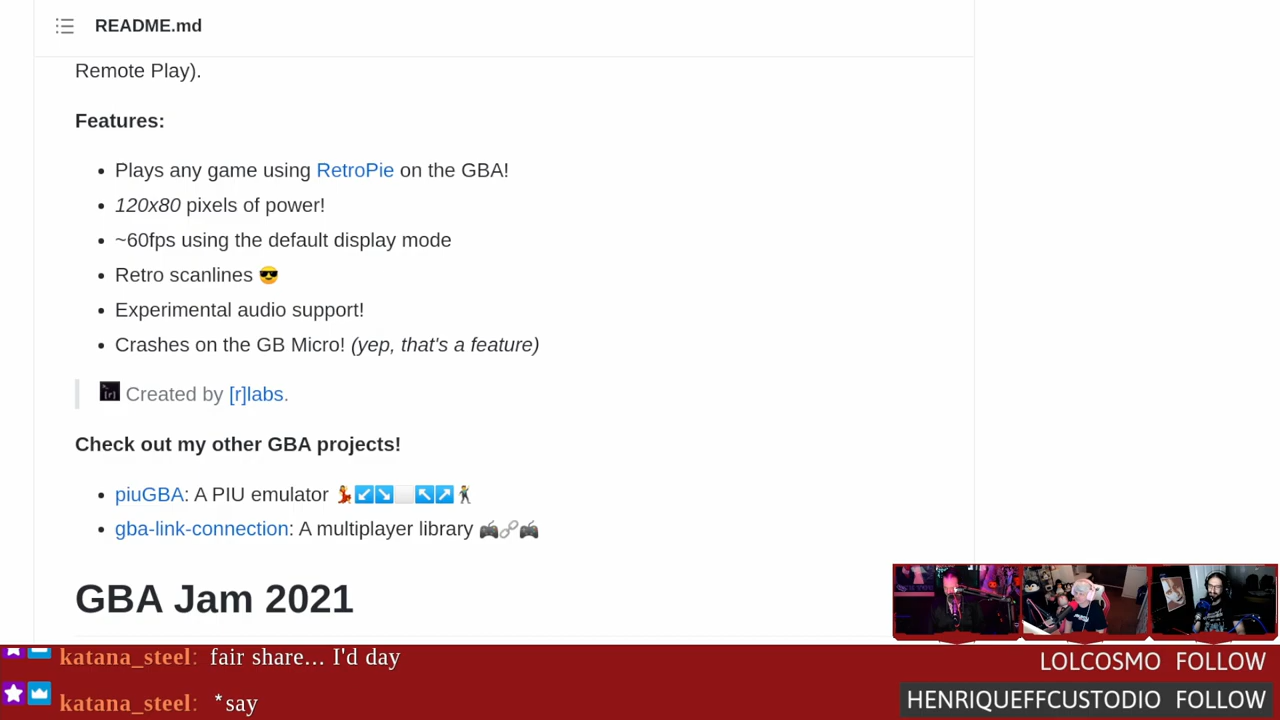 README.md
Remote Play).
Features:
Plays any game using RetroPie on the GBA!
120x80 pixels of power!
~60fps using the default display mode
Retro scanlines 😎
Experimental audio support!
Crashes on the GB Micro! (yep, that's a feature)
Created by [r]labs.
Check out my other GBA projects!
piuGBA: A PIU emulator 💃↙️↘️⬜↖️↗️🕺
gba-link-connection: A multiplayer library 🎮🔗🎮
GBA Jam 2021
katana_steel: fair share... I'd day
LOLCOSMO FOLLOW
katana_steel: *say
HENRIQUEFFCUSTODIO FOLLOW